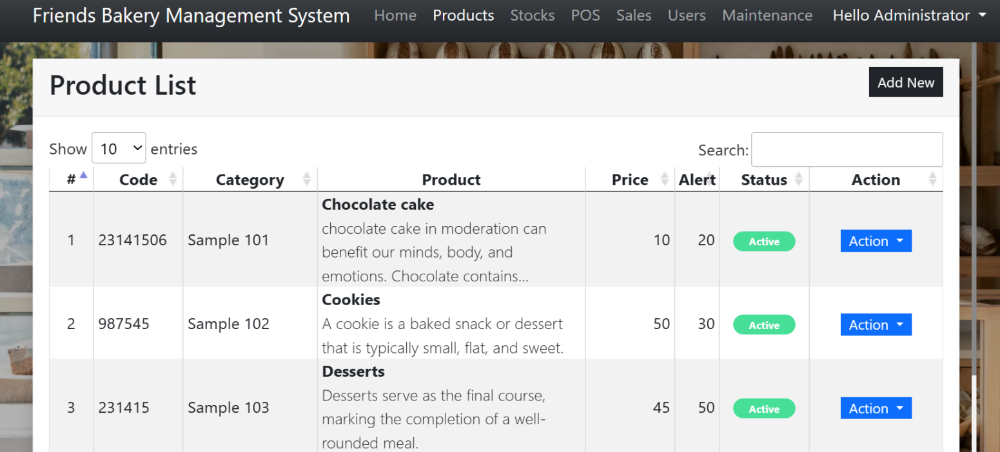 Friends Bakery Management System Home Products Stocks POS Sales Users Maintenance Hello Administrator
Product List
Add New
Show 10 entries
Search:
# Code Category Product Price Alert Status Action
Chocolate cake
chocolate cake in moderation can
benefit our minds, body, and
emotions. Chocolate contains...
1 23141506 Sample 101 10 20 Active Action
Cookies
A cookie is a baked snack or dessert
that is typically small, flat, and sweet.
2 987545 Sample 102 50 30 Active Action
Desserts
Desserts serve as the final course,
marking the completion of a well-
rounded meal.
3 231415 Sample 103 45 50 Active Action